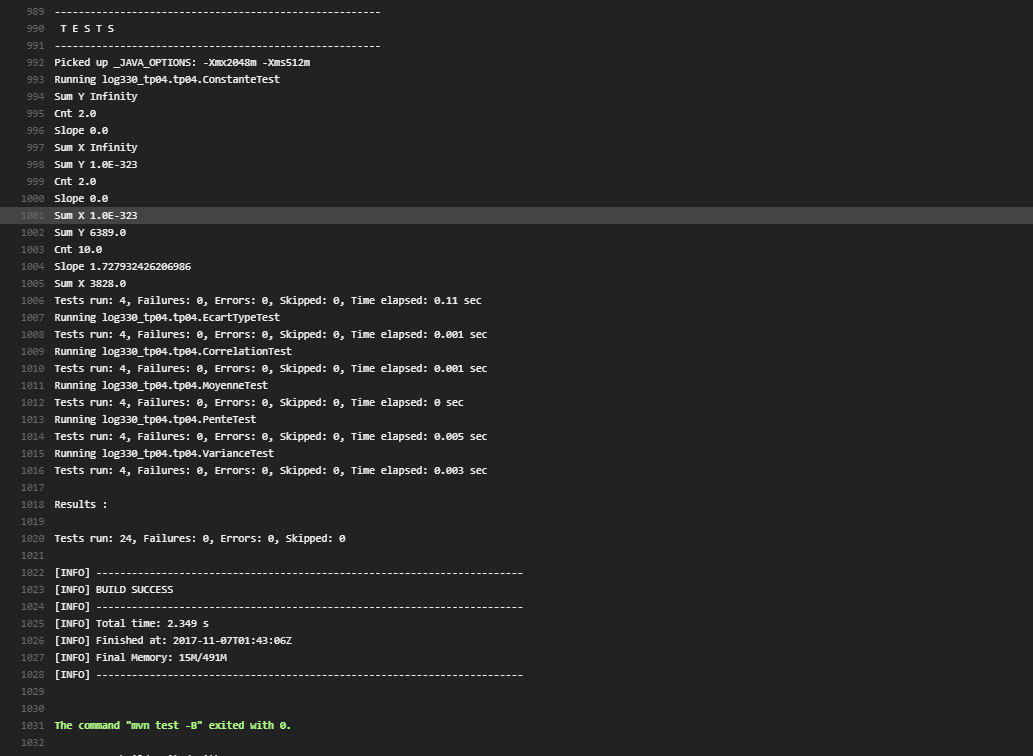 989 -------------------------------------------------------
990 T E S T S
991 -------------------------------------------------------
992 Picked up _JAVA_OPTIONS: -Xmx2048m -Xms512m
993 Running log330_tp04.tp04.ConstanteTest
994 Sum Y Infinity
995 Cnt 2.0
996 Slope 0.0
997 Sum X Infinity
998 Sum Y 1.0E-323
999 Cnt 2.0
1000 Slope 0.0
1001 Sum X 1.0E-323
1002 Sum Y 6389.0
1003 Cnt 10.0
1004 Slope 1.727932426206986
1005 Sum X 3828.0
1006 Tests run: 4, Failures: 0, Errors: 0, Skipped: 0, Time elapsed: 0.11 sec
1007 Running log330_tp04.tp04.EcartTypeTest
1008 Tests run: 4, Failures: 0, Errors: 0, Skipped: 0, Time elapsed: 0.001 sec
1009 Running log330_tp04.tp04.CorrelationTest
1010 Tests run: 4, Failures: 0, Errors: 0, Skipped: 0, Time elapsed: 0.001 sec
1011 Running log330_tp04.tp04.MoyenneTest
1012 Tests run: 4, Failures: 0, Errors: 0, Skipped: 0, Time elapsed: 0 sec
1013 Running log330_tp04.tp04.PenteTest
1014 Tests run: 4, Failures: 0, Errors: 0, Skipped: 0, Time elapsed: 0.005 sec
1015 Running log330_tp04.tp04.VarianceTest
1016 Tests run: 4, Failures: 0, Errors: 0, Skipped: 0, Time elapsed: 0.003 sec
1017
1018 Results :
1019
1020 Tests run: 24, Failures: 0, Errors: 0, Skipped: 0
1021
1022 [INFO] ------------------------------------------------------------------------
1023 [INFO] BUILD SUCCESS
1024 [INFO] ------------------------------------------------------------------------
1025 [INFO] Total time: 2.349 s
1026 [INFO] Finished at: 2017-11-07T01:43:06Z
1027 [INFO] Final Memory: 15M/491M
1028 [INFO] ------------------------------------------------------------------------
1029
1030
1031 The command "mvn test -B" exited with 0.
1032